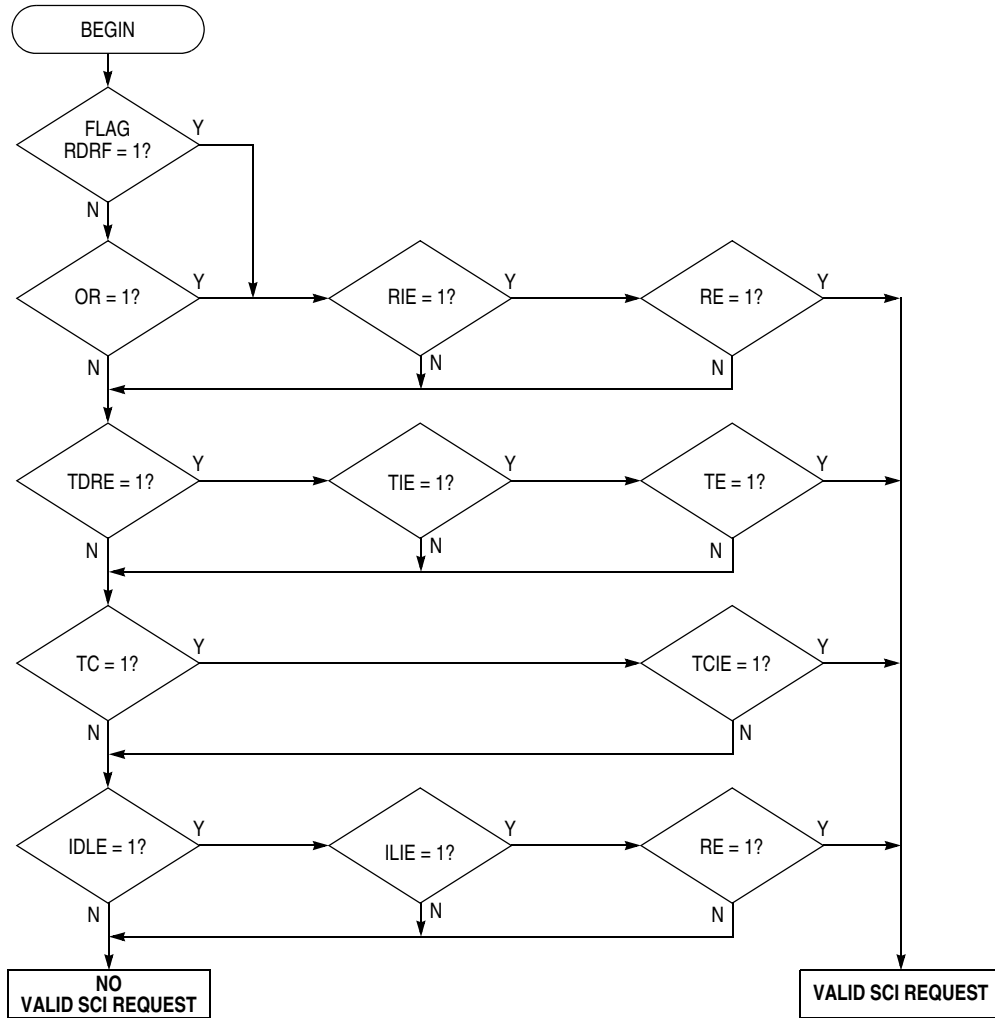 BEGIN
FLAG
RDRF = 1?
Y
N
OR = 1?
Y
RIE = 1?
Y
RE = 1?
Y
N
N
N
TDRE = 1?
Y
TIE = 1?
Y
TE = 1?
Y
N
N
N
TC = 1?
Y
TCIE = 1?
Y
N
N
IDLE = 1?
Y
ILIE = 1?
Y
RE = 1?
Y
N
N
N
NO
VALID SCI REQUEST
VALID SCI REQUEST